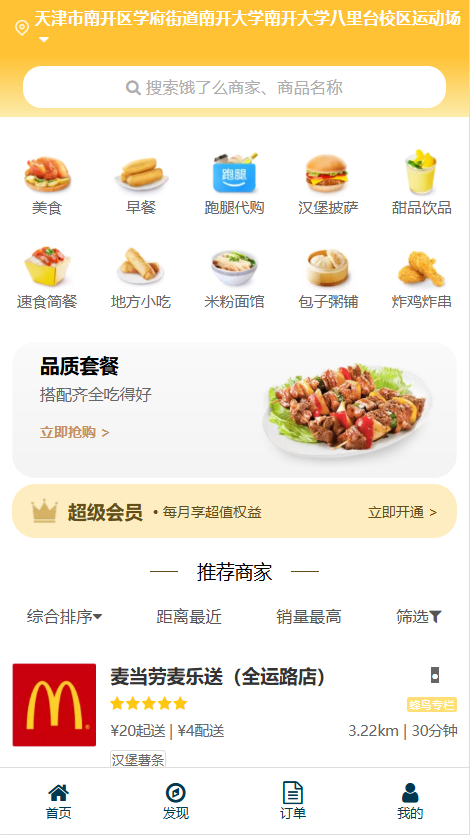 天津市南开区学府街道南开大学南开大学八里台校区运动场
搜索饿了么商家、商品名称
跑腿
美食 早餐 跑腿代购 汉堡披萨 甜品饮品
速食简餐 地方小吃 米粉面馆 包子粥铺 炸鸡炸串
品质套餐
搭配齐全吃得好
立即抢购 >
超级会员 • 每月享超值权益 立即开通 >
推荐商家
综合排序 距离最近 销量最高 筛选
麦当劳麦乐送（全运路店）
蜂鸟专栏
¥20起送 | ¥4配送 3.22km | 30分钟
汉堡薯条
首页 发现 订单 我的